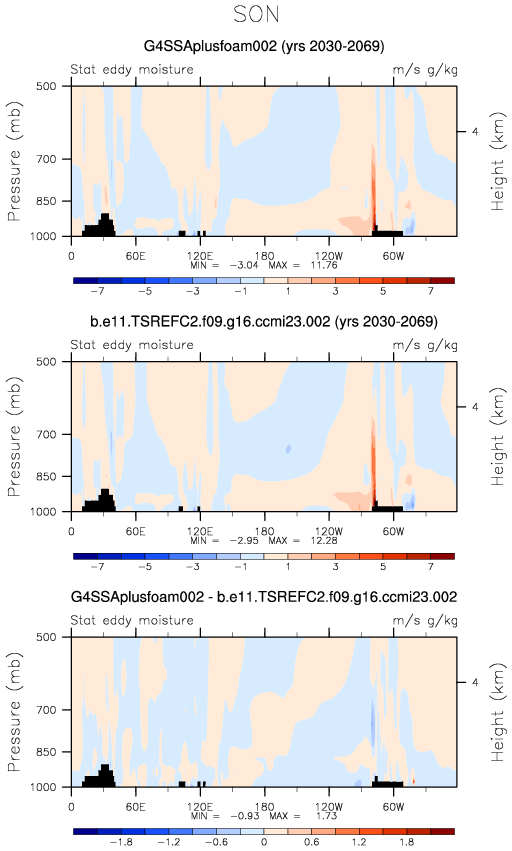 SON
G4SSAplusfoam002 (yrs 2030-2069)
Stat eddy moisture m/s g/kg
500
700
850
1000
Pressure (mb)
4
Height (km)
0 60E 120E 180 120W 60W
MIN = -3.04 MAX = 11.76
-7 -5 -3 -1 1 3 5 7
b.e11.TSREFC2.f09.g16.ccmi23.002 (yrs 2030-2069)
Stat eddy moisture m/s g/kg
500
700
850
1000
Pressure (mb)
4
Height (km)
0 60E 120E 180 120W 60W
MIN = -2.95 MAX = 12.28
-7 -5 -3 -1 1 3 5 7
G4SSAplusfoam002 - b.e11.TSREFC2.f09.g16.ccmi23.002
Stat eddy moisture m/s g/kg
500
700
850
1000
Pressure (mb)
4
Height (km)
0 60E 120E 180 120W 60W
MIN = -0.93 MAX = 1.73
-1.8 -1.2 -0.6 0 0.6 1.2 1.8